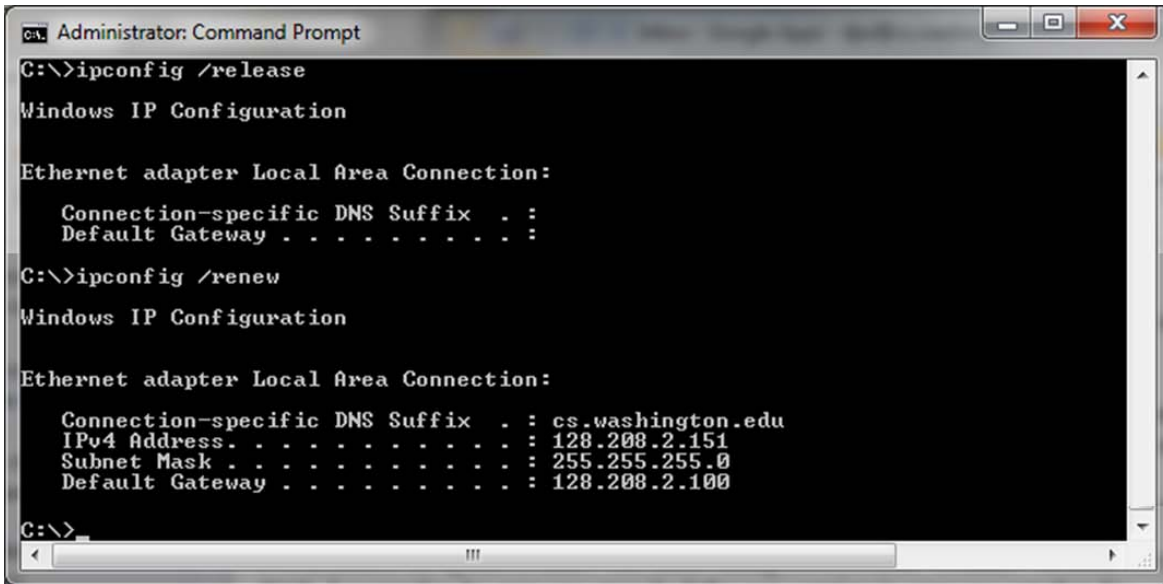 Administrator: Command Prompt
C:\>ipconfig /release
Windows IP Configuration
Ethernet adapter Local Area Connection:
Connection-specific DNS Suffix  . :
Default Gateway . . . . . . . . . :
C:\>ipconfig /renew
Windows IP Configuration
Ethernet adapter Local Area Connection:
Connection-specific DNS Suffix  . : cs.washington.edu
IPv4 Address. . . . . . . . . . . : 128.208.2.151
Subnet Mask . . . . . . . . . . . : 255.255.255.0
Default Gateway . . . . . . . . . : 128.208.2.100
C:\>_